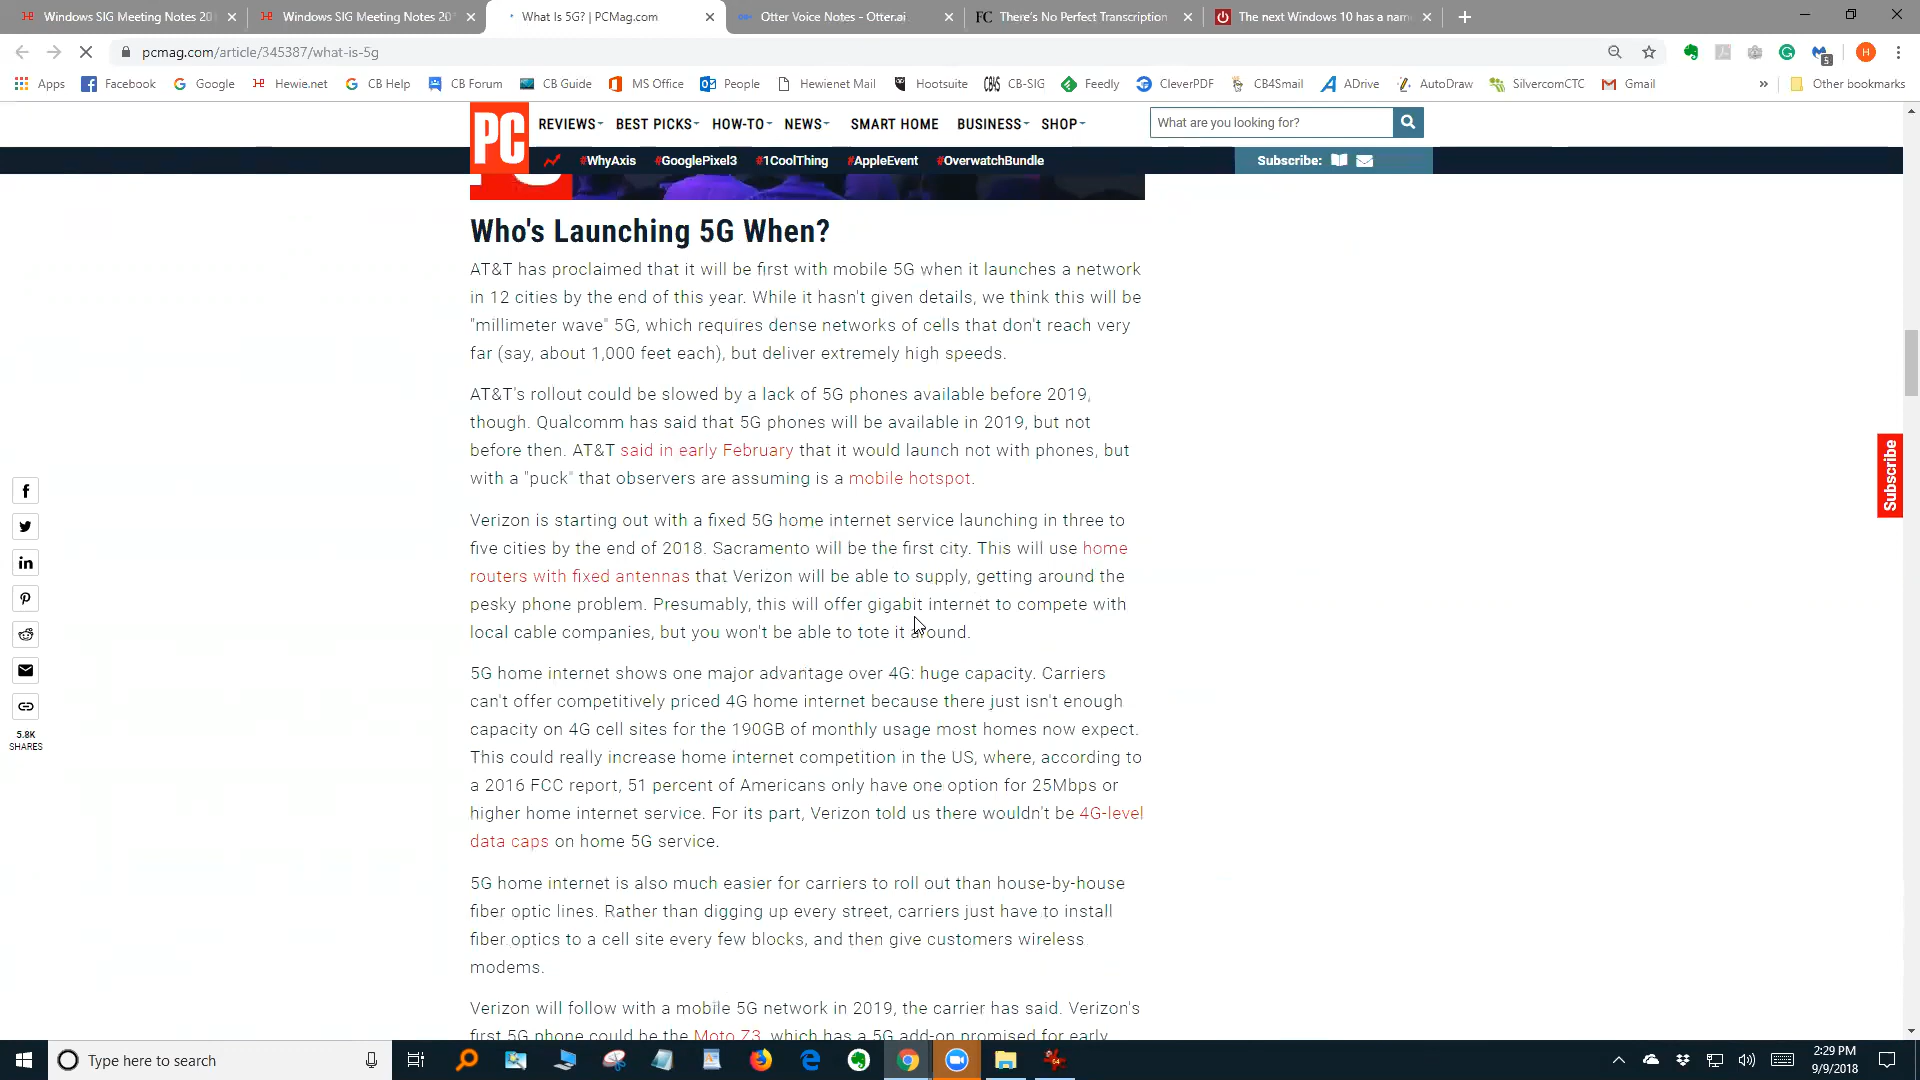 Windows SIG Meeting Notes 20
Windows SIG Meeting Notes 20
What Is 5G? | PCMag.com
Otter Voice Notes - Otter.ai
FC There's No Perfect Transcription
The next Windows 10 has a nam
pcmag.com/article/345387/what-is-5g
Apps
Facebook
Google
Hewie.net
CB Help
CB Forum
CB Guide
MS Office
People
Hewienet Mail
Hootsuite
CB-SIG
Feedly
CleverPDF
CB4Smail
ADrive
AutoDraw
SilvercomCTC
Gmail
»
Other bookmarks
PC
REVIEWS
BEST PICKS
HOW-TO
NEWS
SMART HOME
BUSINESS
SHOP
What are you looking for?
#WhyAxis
#GooglePixel3
#1CoolThing
#AppleEvent
#OverwatchBundle
Subscribe:
Who's Launching 5G When?
AT&T has proclaimed that it will be first with mobile 5G when it launches a network
in 12 cities by the end of this year. While it hasn't given details, we think this will be
"millimeter wave" 5G, which requires dense networks of cells that don't reach very
far (say, about 1,000 feet each), but deliver extremely high speeds.
AT&T's rollout could be slowed by a lack of 5G phones available before 2019,
though. Qualcomm has said that 5G phones will be available in 2019, but not
before then. AT&T said in early February that it would launch not with phones, but
with a "puck" that observers are assuming is a mobile hotspot.
Verizon is starting out with a fixed 5G home internet service launching in three to
five cities by the end of 2018. Sacramento will be the first city. This will use home
routers with fixed antennas that Verizon will be able to supply, getting around the
pesky phone problem. Presumably, this will offer gigabit internet to compete with
local cable companies, but you won't be able to tote it around.
5G home internet shows one major advantage over 4G: huge capacity. Carriers
can't offer competitively priced 4G home internet because there just isn't enough
capacity on 4G cell sites for the 190GB of monthly usage most homes now expect.
This could really increase home internet competition in the US, where, according to
a 2016 FCC report, 51 percent of Americans only have one option for 25Mbps or
higher home internet service. For its part, Verizon told us there wouldn't be 4G-level
data caps on home 5G service.
5G home internet is also much easier for carriers to roll out than house-by-house
fiber optic lines. Rather than digging up every street, carriers just have to install
fiber optics to a cell site every few blocks, and then give customers wireless
modems.
Verizon will follow with a mobile 5G network in 2019, the carrier has said. Verizon's
first 5G phone could be the Moto Z3, which has a 5G add-on promised for early
5.8K
SHARES
Subscribe
H
5
Type here to search
2:29 PM
9/9/2018